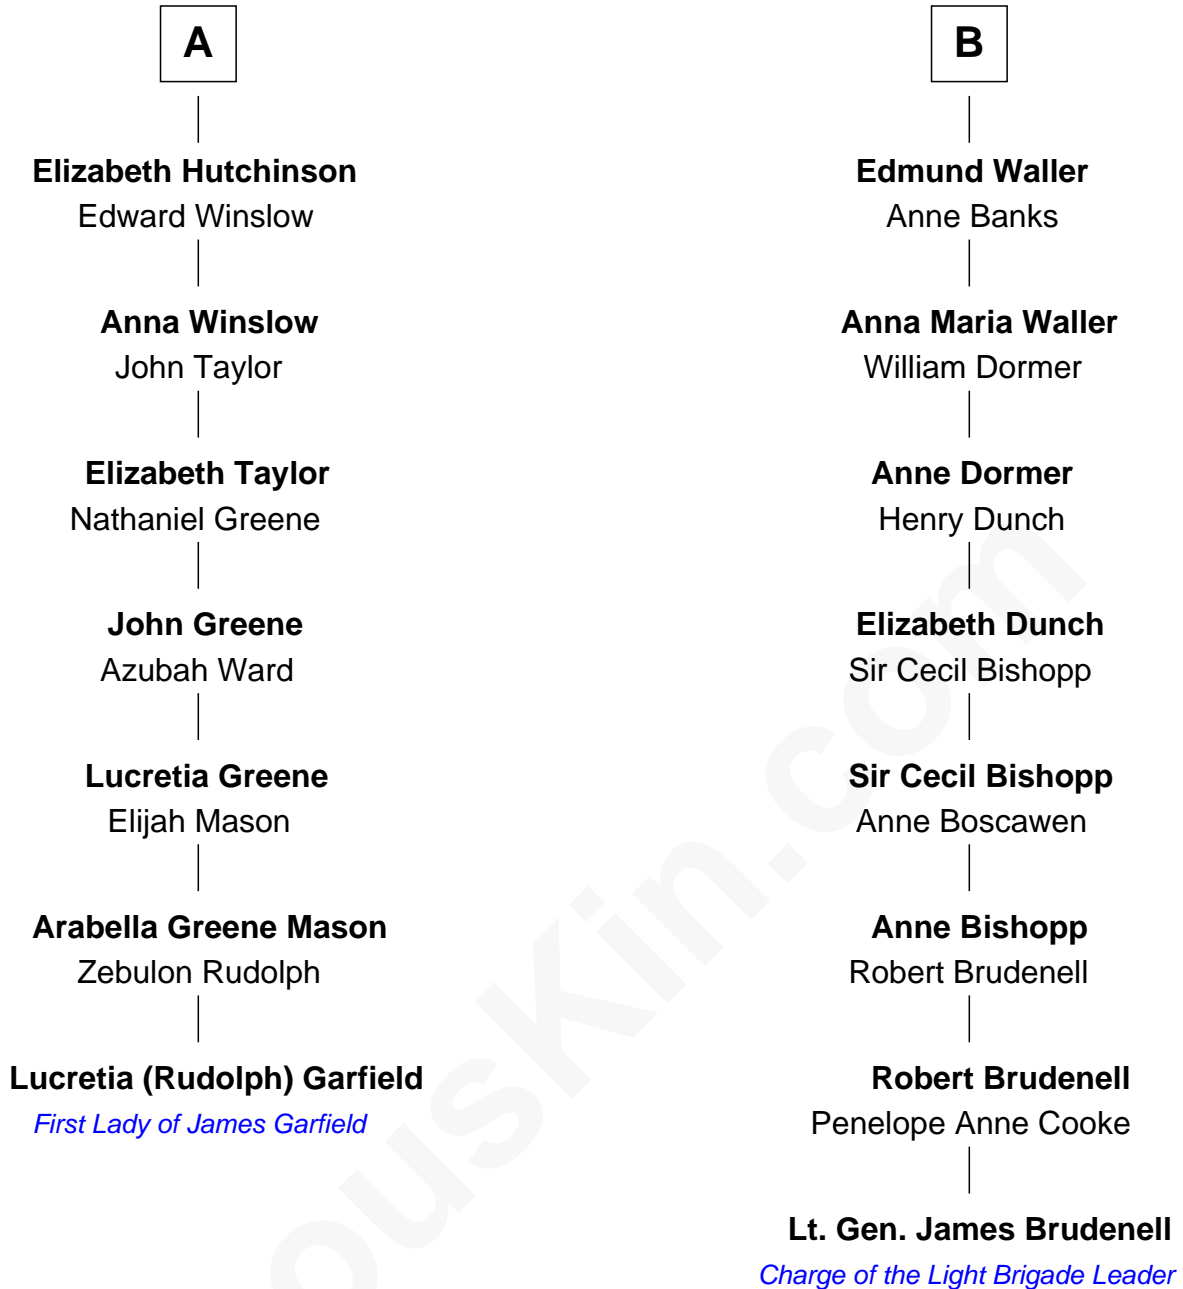 A
Elizabeth Hutchinson
Edward Winslow
Anna Winslow
John Taylor
Elizabeth Taylor
Nathaniel Greene
John Greene
Azubah Ward
Lucretia Greene
Elijah Mason
Arabella Greene Mason
Zebulon Rudolph
Lucretia (Rudolph) Garfield
First Lady of James Garfield
B
Edmund Waller
Anne Banks
Anna Maria Waller
William Dormer
Anne Dormer
Henry Dunch
Elizabeth Dunch
Sir Cecil Bishopp
Sir Cecil Bishopp
Anne Boscawen
Anne Bishopp
Robert Brudenell
Robert Brudenell
Penelope Anne Cooke
Lt. Gen. James Brudenell
Charge of the Light Brigade Leader
ousKin.com